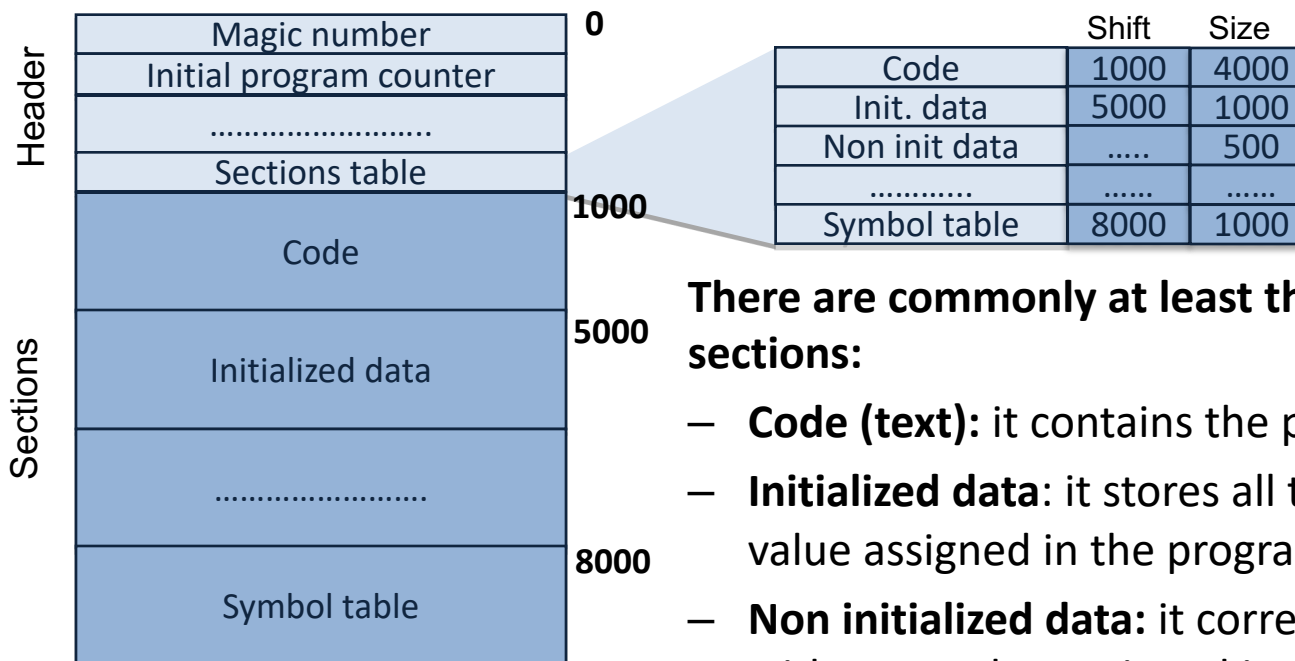 Header
Magic number
Initial program counter
……………………..
Sections table
Sections
Code
Initialized data
…………………….
Symbol table
0
1000
5000
8000
Shift Size
Code 1000 4000
Init. data 5000 1000
Non init data ….. 500
………... …… ……
Symbol table 8000 1000
There are commonly at least
sections:
– Code (text): it contains the
– Initialized data: it stores all
value assigned in the
– Non initialized data: it